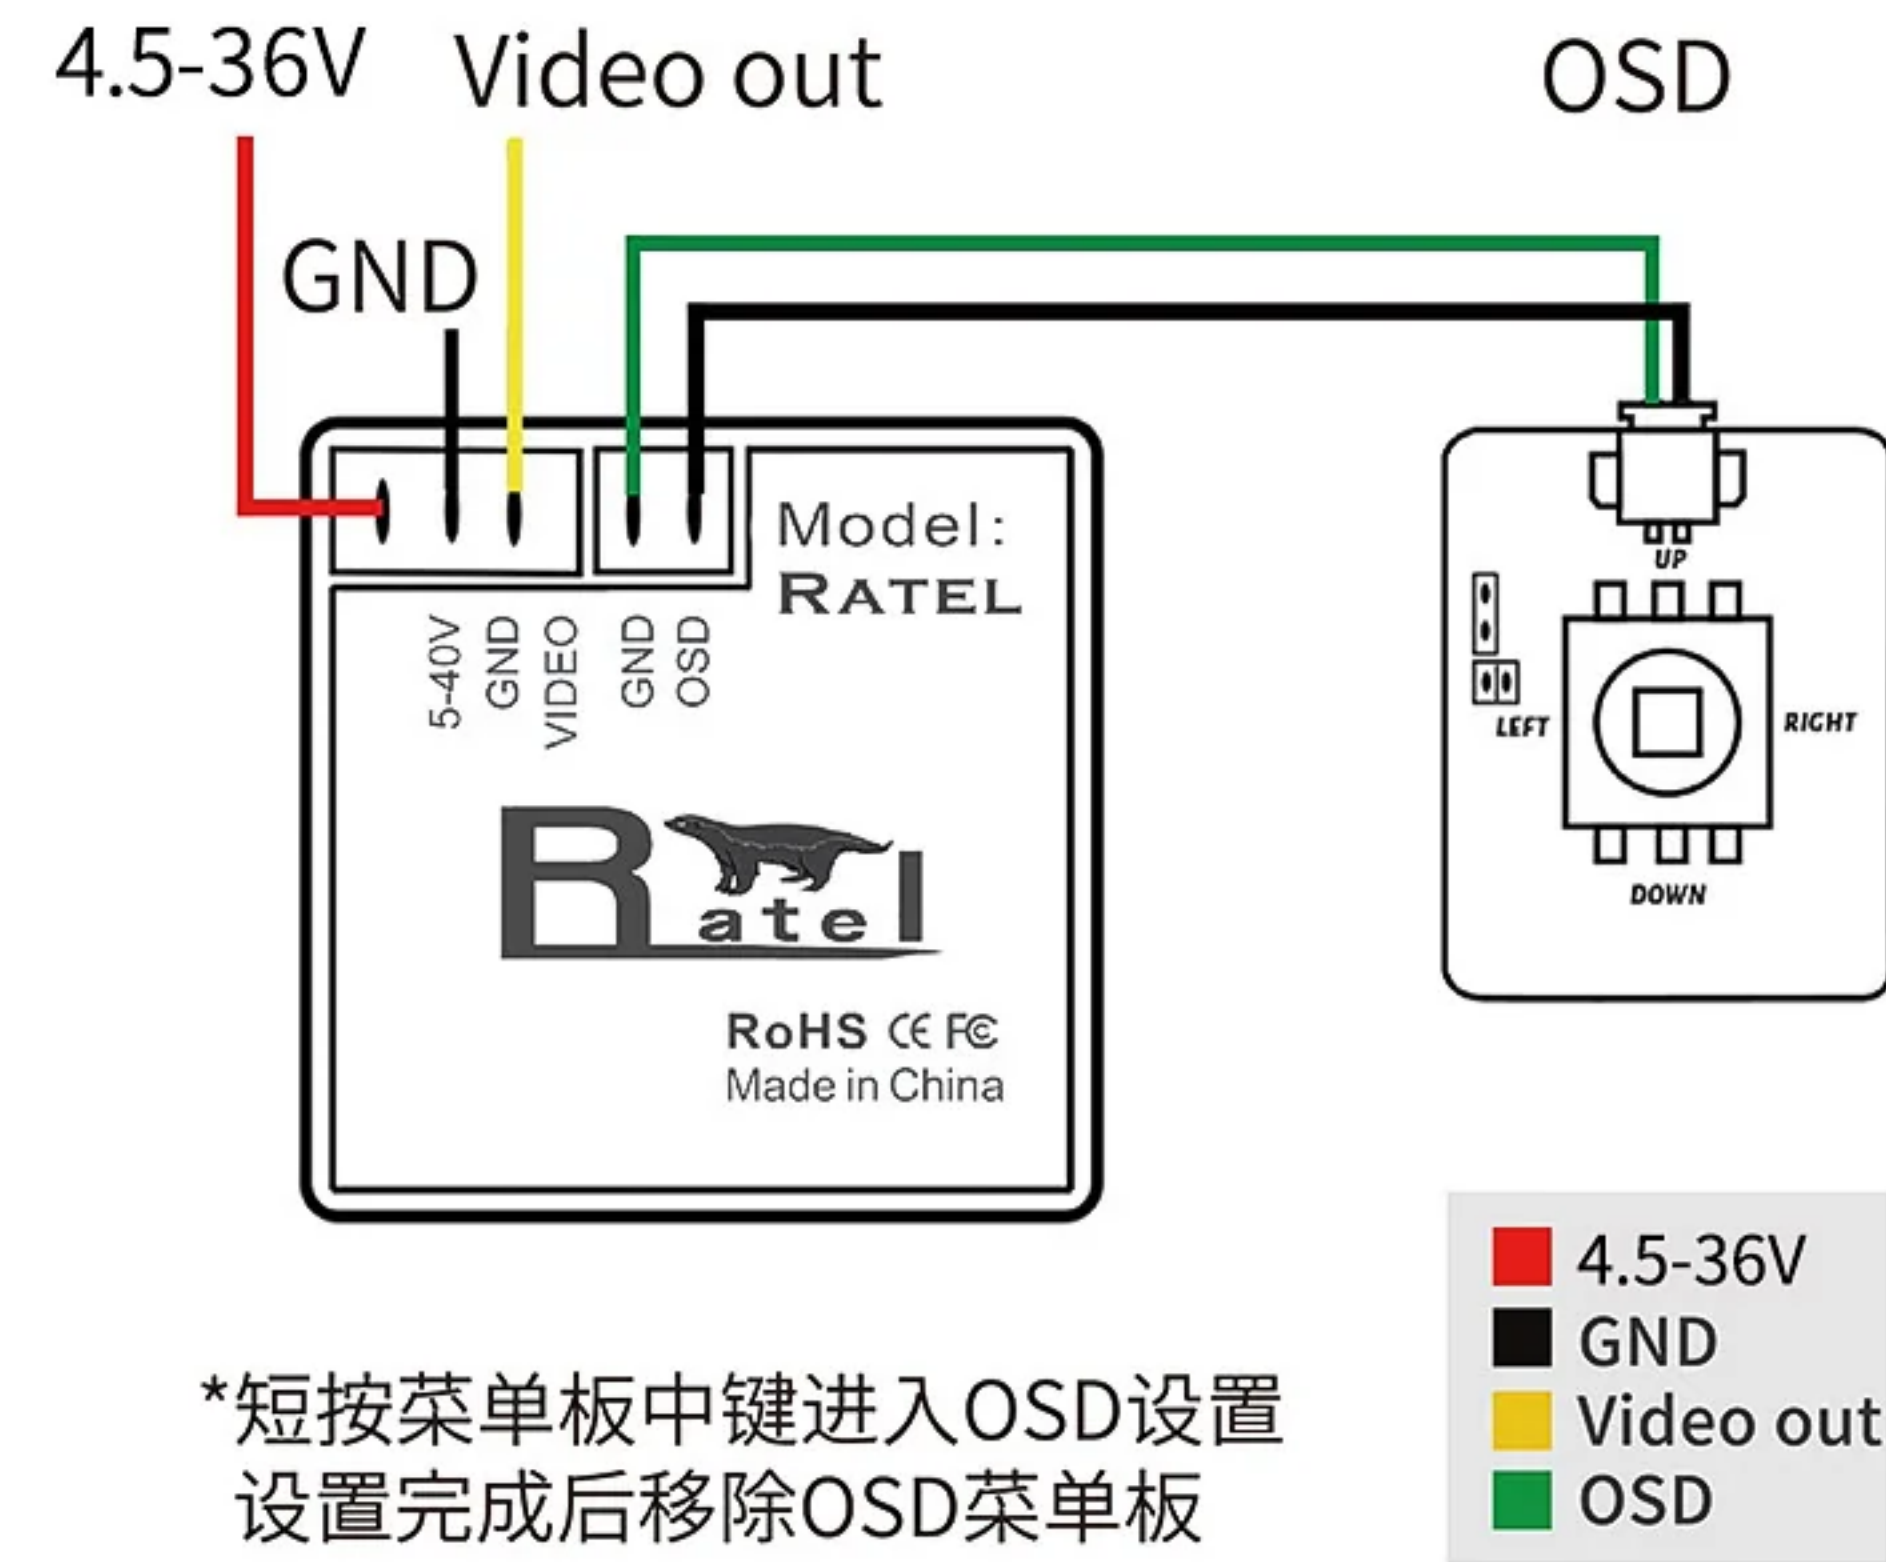 4.5-36V
Video out
OSD
GND
Model:
RATEL
5-40V
GND
VIDEO
GND
OSD
UP
LEFT
RIGHT
DOWN
Ratel
RoHS CE FC
Made in China
4.5-36V
GND
Video out
OSD
*短按菜单板中键进入OSD设置
设置完成后移除OSD菜单板